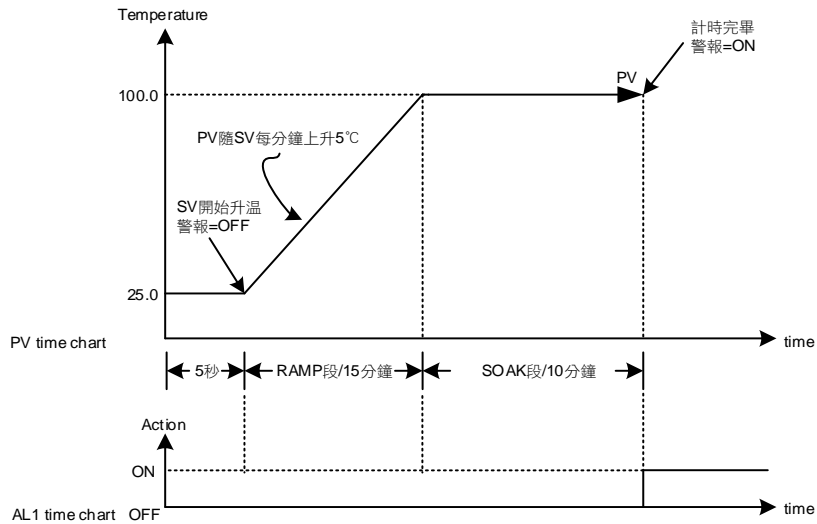 Temperature
計時完畢
警報=ON
PV
100.0
PV隨SV每分鐘上升5℃
SV開始升温
警報=OFF
25.0
PV time chart
time
5秒
RAMP段/15分鐘
SOAK段/10分鐘
Action
ON
AL1 time chart
OFF
time